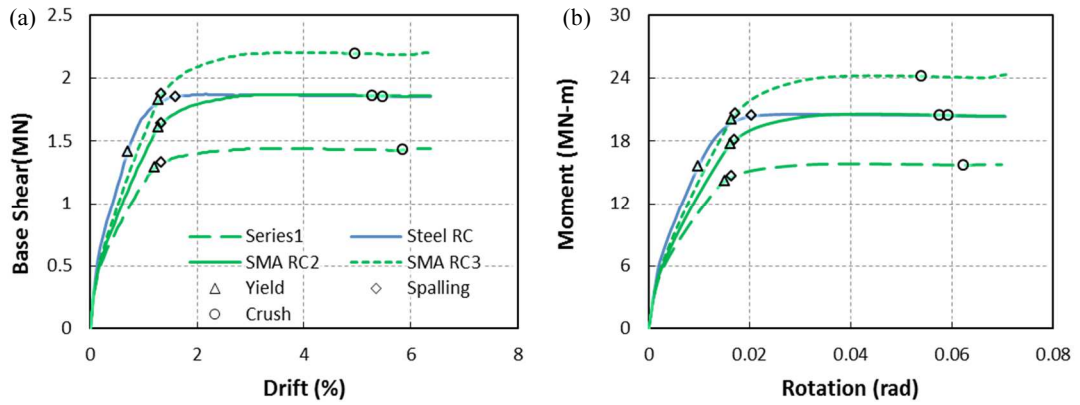 (a)
2.5
2
1.5
1
0.5
0
Base Shear(MN)
Series1
Steel RC
SMA RC2
SMA RC3
Yield
Spalling
Crush
0 2 4 6 8
Drift (%)
(b)
30
24
18
12
6
0
Moment (MN-m)
0 0.02 0.04 0.06 0.08
Rotation (rad)